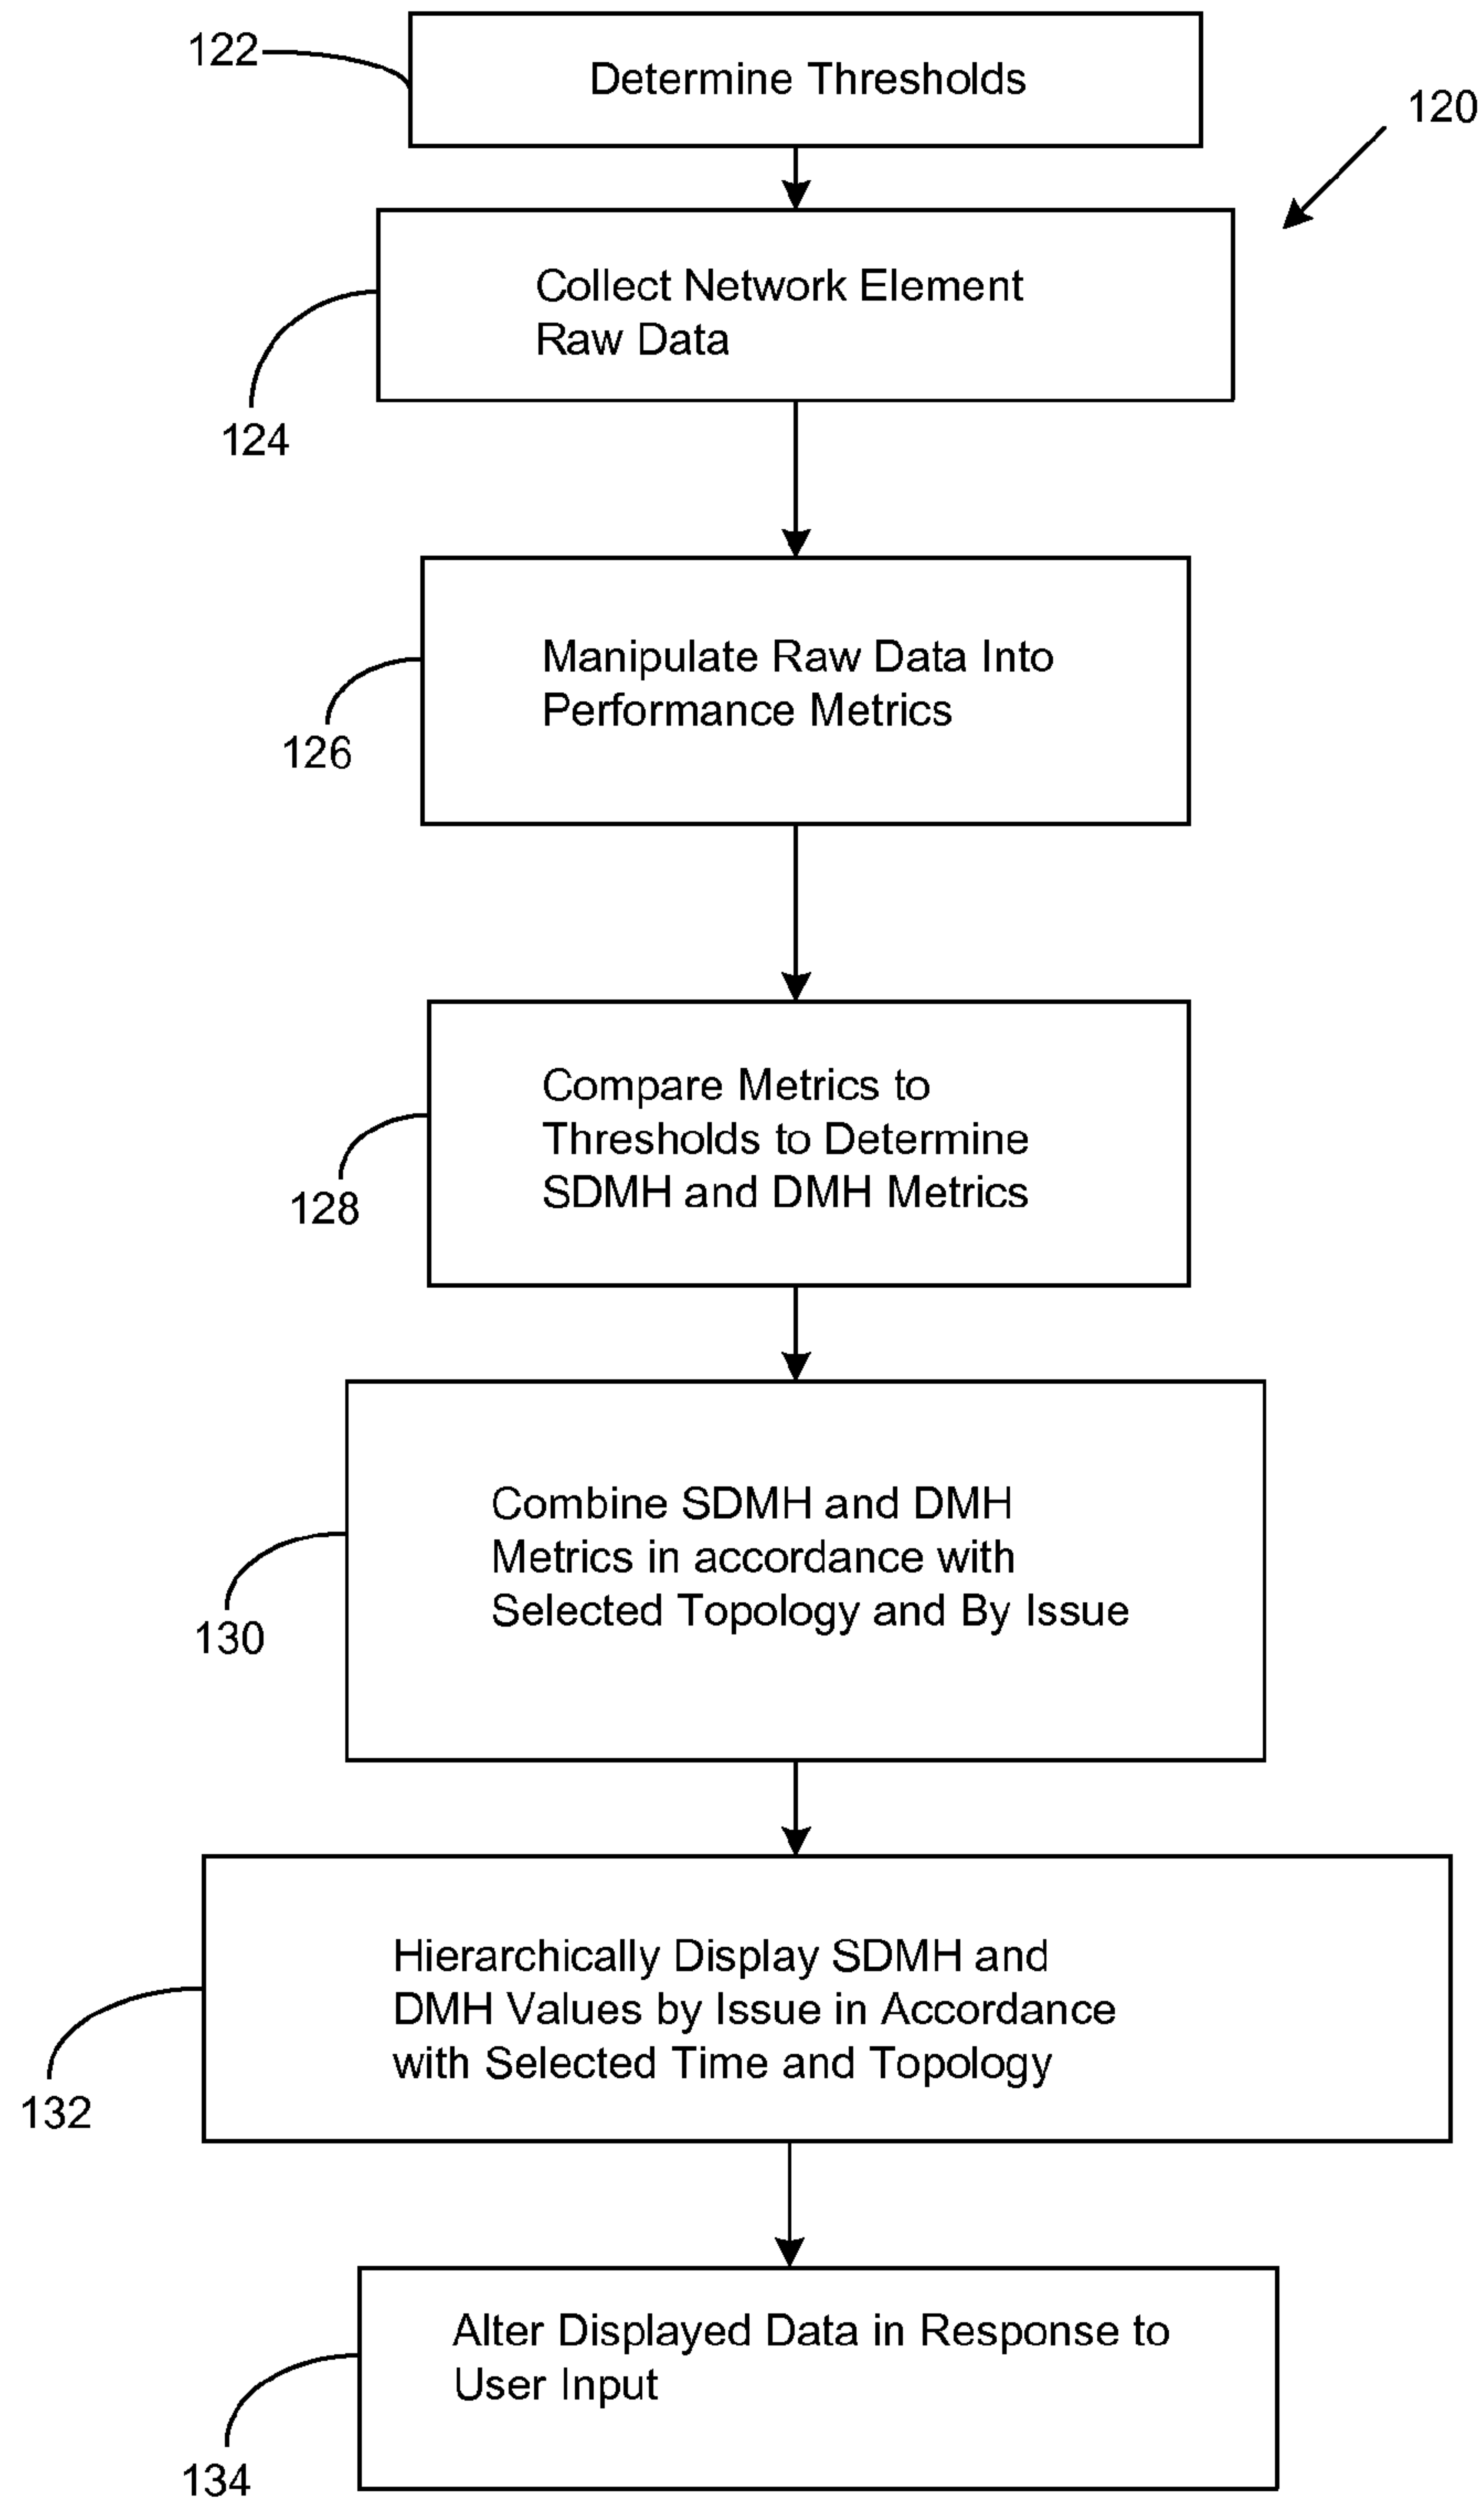 122
Determine Thresholds
120
Collect Network Element
Raw Data
124
Manipulate Raw Data Into
Performance Metrics
126
Compare Metrics to
Thresholds to Determine
SDMH and DMH Metrics
128
Combine SDMH and DMH
Metrics in accordance with
Selected Topology and By Issue
130
Hierarchically Display SDMH and
DMH Values by Issue in Accordance
with Selected Time and Topology
132
Alter Displayed Data in Response to
User Input
134